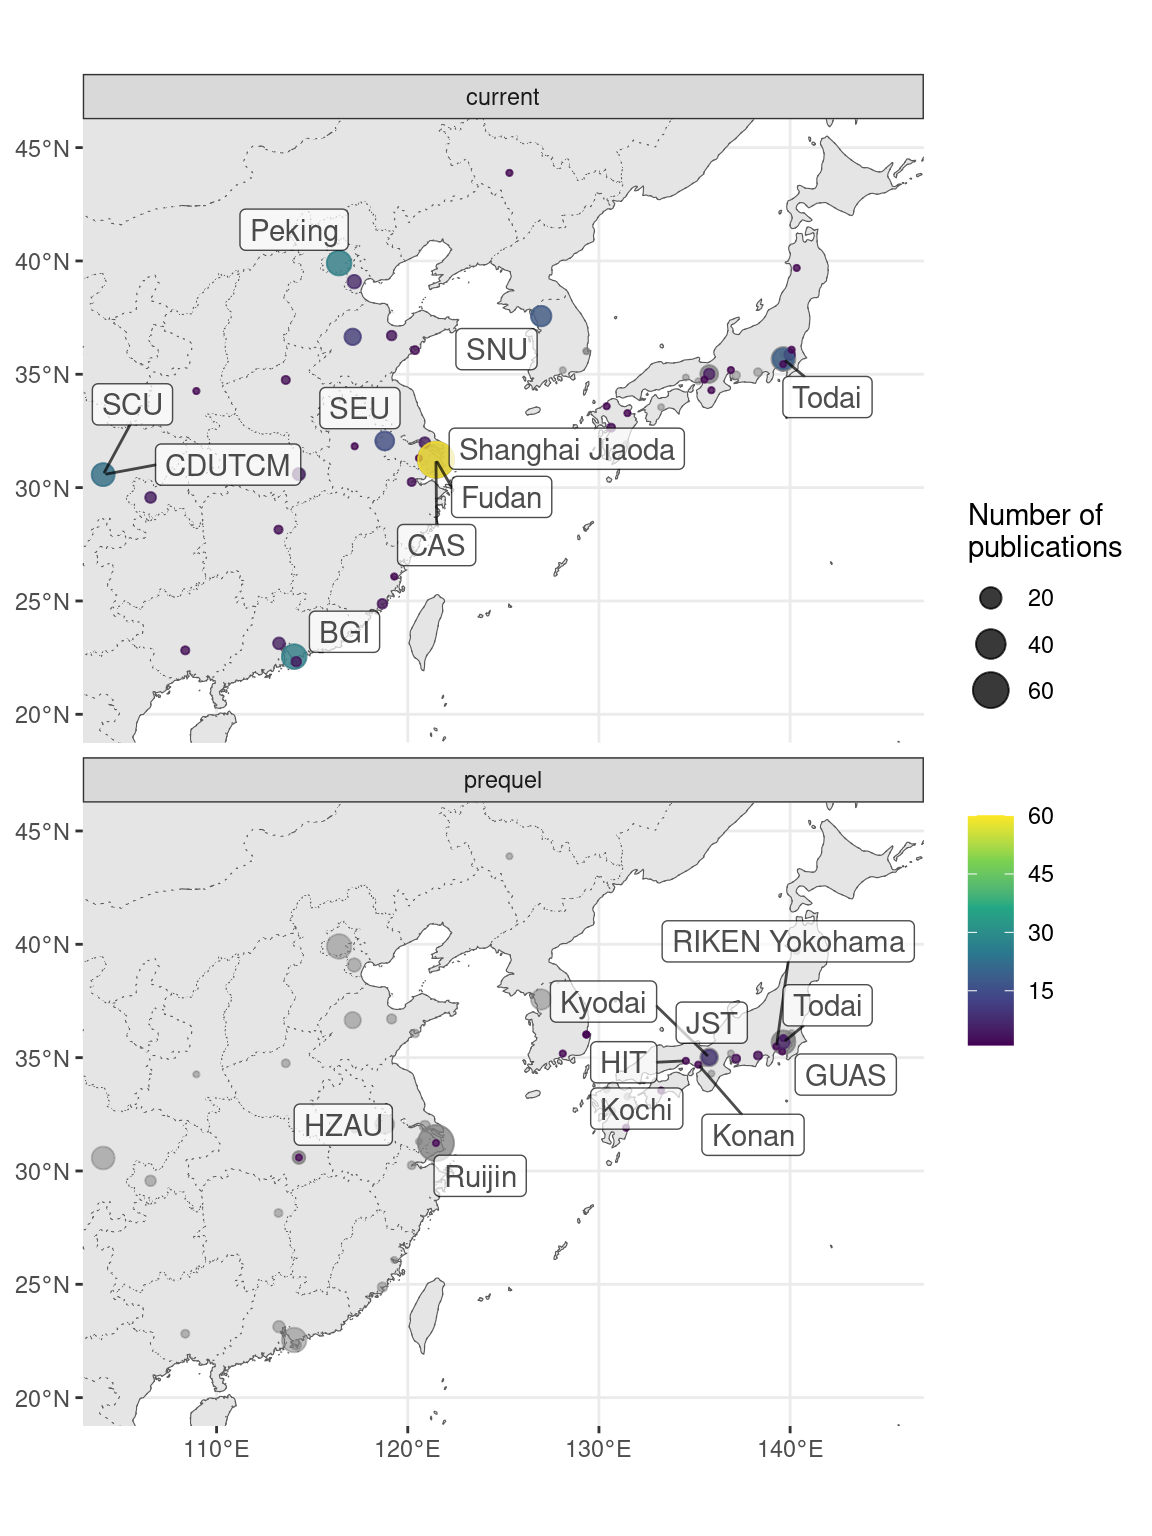 current
45°N
40°N
35°N
30°N
25°N
20°N
Peking
SNU
SCU
SEU
Todai
CDUTCM
Shanghai Jiaoda
Fudan
CAS
BGI
Number of
publications
20
40
60
60
45
30
15
prequel
45°N
40°N
35°N
30°N
25°N
20°N
RIKEN Yokohama
Kyodai
Todai
JST
HIT
GUAS
Kochi
HZAU
Konan
Ruijin
110°E
120°E
130°E
140°E